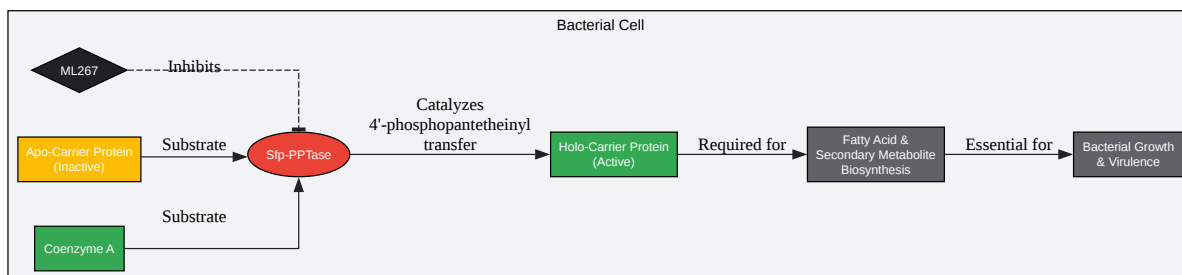 Bacterial Cell
ML267
Inhibits
Apo-Carrier Protein
(Inactive)
Substrate
Sfp-PPTase
Catalyzes
4'-phosphopantetheinyl
transfer
Holo-Carrier Protein
(Active)
Required for
Fatty Acid &
Secondary Metabolite
Biosynthesis
Essential for
Bacterial Growth
& Virulence
Substrate
Coenzyme A